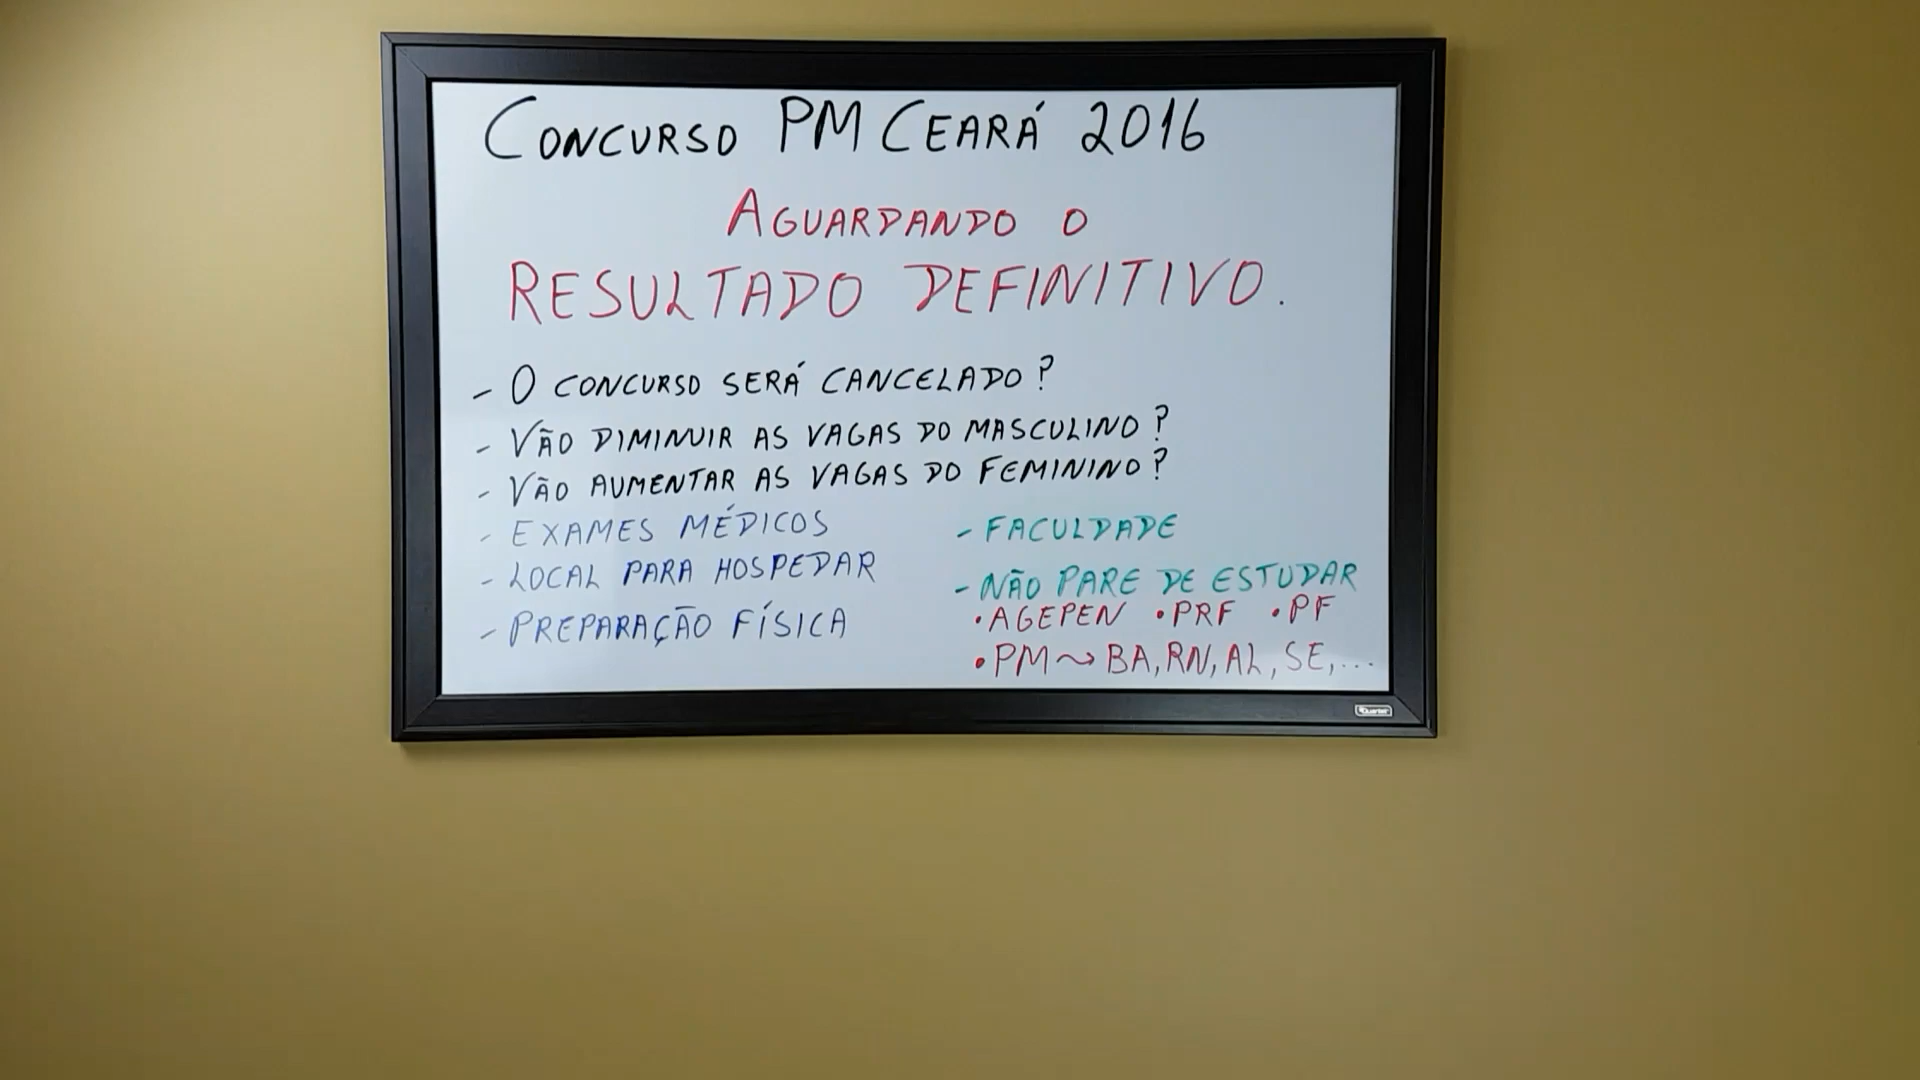 CONCURSO PM CEARÁ 2016
AGUARDANDO O
RESULTADO DEFINITIVO.
- O CONCURSO SERÁ CANCELADO?
- VÃO DIMINUIR AS VAGAS DO MASCULINO?
- VÃO AUMENTAR AS VAGAS DO FEMININO?
- EXAMES MÉDICOS
- LOCAL PARA HOSPEDAR
- PREPARAÇÃO FÍSICA
- FACULDADE
- NÃO PARE DE ESTUDAR
• AGEPEN • PRF • PF
• PM ⤳ BA, RN, AL, SE, ...
Quartet